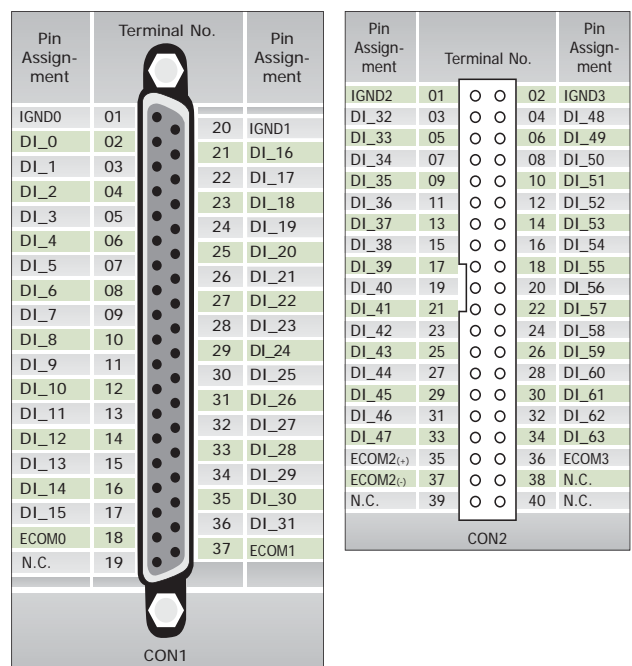 Pin Assign-ment Terminal No. Pin Assign-ment
IGND0 01
20 IGND1
DI_0 02
21 DI_16
DI_1 03
22 DI_17
DI_2 04
23 DI_18
DI_3 05
24 DI_19
DI_4 06
25 DI_20
DI_5 07
26 DI_21
DI_6 08
27 DI_22
DI_7 09
28 DI_23
DI_8 10
29 DI_24
DI_9 11
30 DI_25
DI_10 12
31 DI_26
DI_11 13
32 DI_27
DI_12 14
33 DI_28
DI_13 15
34 DI_29
DI_14 16
35 DI_30
DI_15 17
36 DI_31
ECOM0 18
37 ECOM1
N.C. 19
CON1
Pin Assign-ment Terminal No. Pin Assign-ment
IGND2 01 02 IGND3
DI_32 03 04 DI_48
DI_33 05 06 DI_49
DI_34 07 08 DI_50
DI_35 09 10 DI_51
DI_36 11 12 DI_52
DI_37 13 14 DI_53
DI_38 15 16 DI_54
DI_39 17 18 DI_55
DI_40 19 20 DI_56
DI_41 21 22 DI_57
DI_42 23 24 DI_58
DI_43 25 26 DI_59
DI_44 27 28 DI_60
DI_45 29 30 DI_61
DI_46 31 32 DI_62
DI_47 33 34 DI_63
ECOM2(+) 35 36 ECOM3
ECOM2(-) 37 38 N.C.
N.C. 39 40 N.C.
CON2